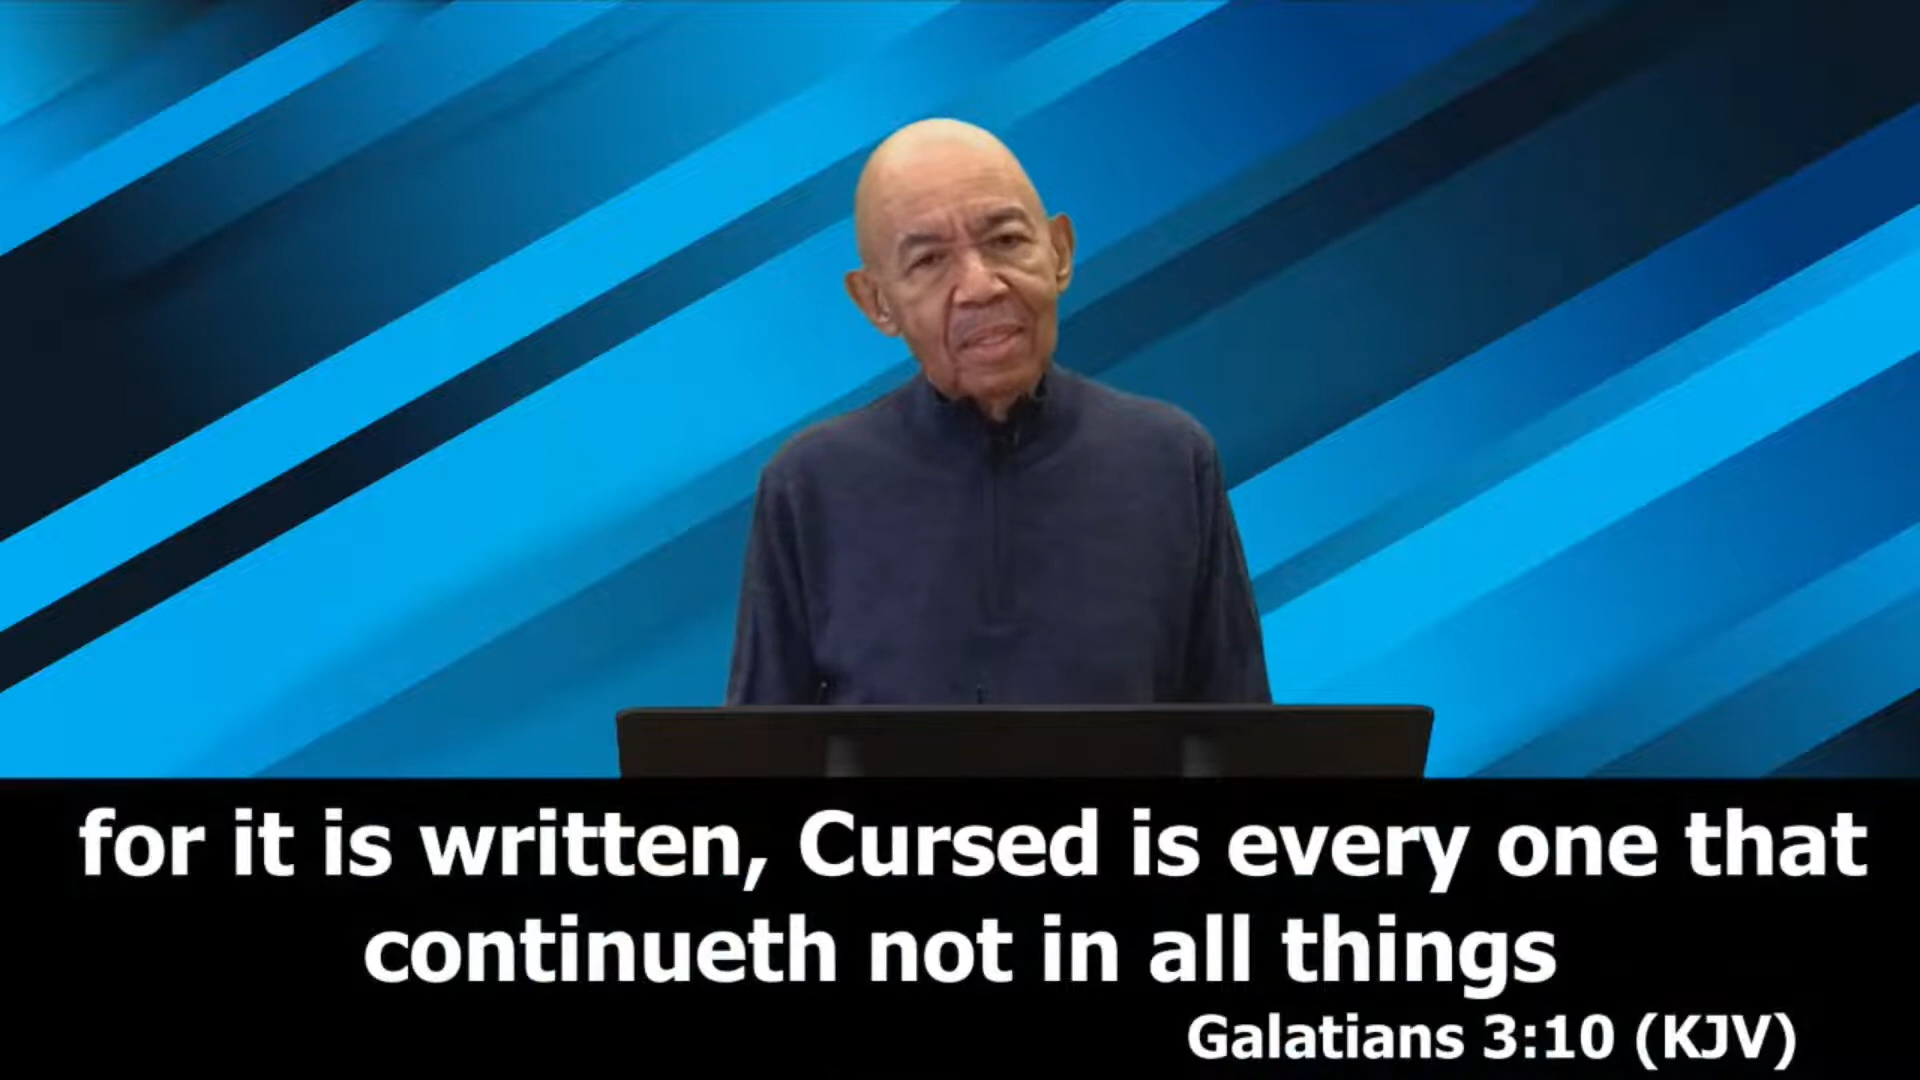 for it is written, Cursed is every one that
continueth not in all things
Galatians 3:10 (KJV)